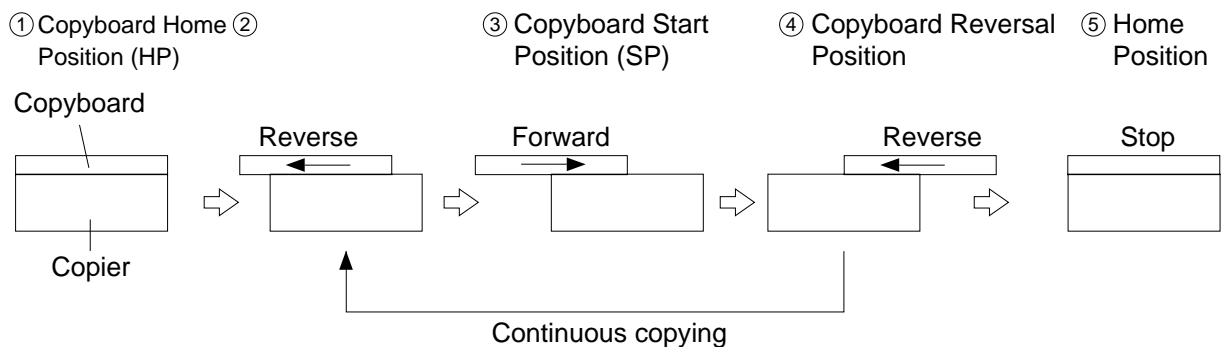 ① Copyboard Home ②
Position (HP)
③ Copyboard Start
Position (SP)
④ Copyboard Reversal
Position
⑤ Home
Position
Copyboard
Reverse
Forward
Reverse
Stop
Copier
Continuous copying